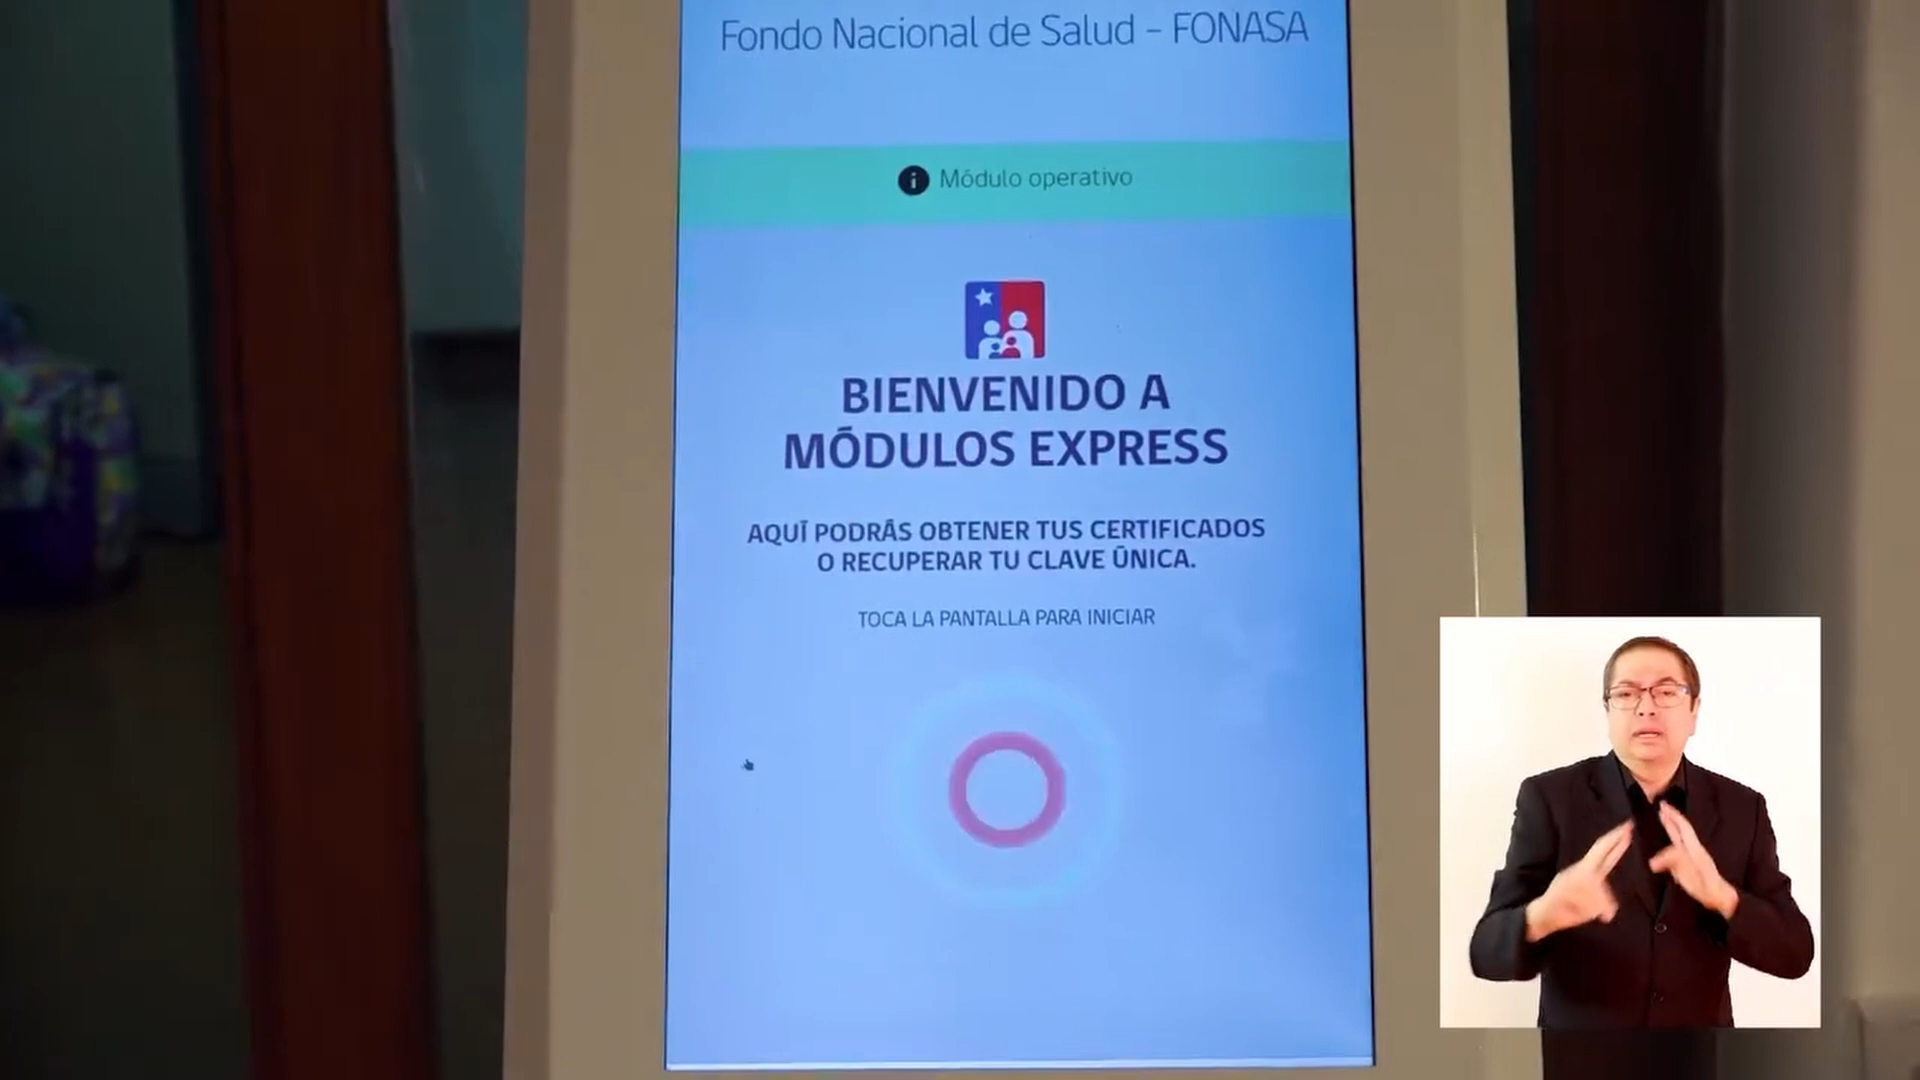 Fondo Nacional de Salud - FONASA
i Módulo operativo
BIENVENIDO A
MÓDULOS EXPRESS
AQUÍ PODRÁS OBTENER TUS CERTIFICADOS
O RECUPERAR TU CLAVE ÚNICA.
TOCA LA PANTALLA PARA INICIAR